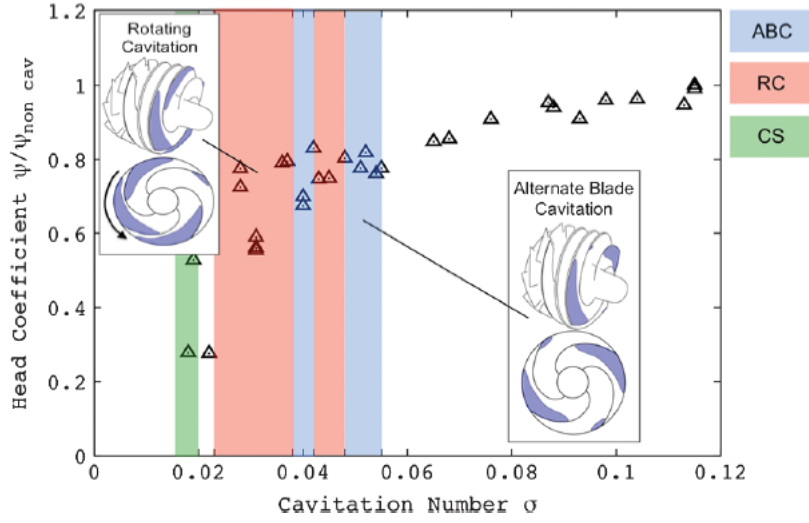 Rotating
Cavitation
ABC
RC
CS
Alternate Blade
Cavitation
Head Coefficient ψ/ψnon cav
1.2
1
0.8
0.6
0.4
0.2
0
0
0.02
0.04
0.06
0.08
0.1
0.12
Cavitation Number σ